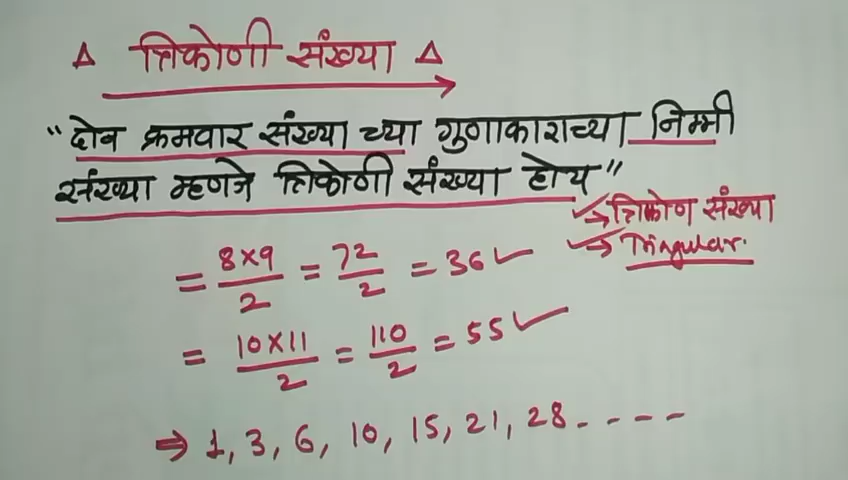 △ त्रिकोणी संख्या △
"दोन क्रमवार संख्या च्या गुणाकाराच्या निम्मी
संख्या म्हणजे त्रिकोणी संख्या होय"
→ त्रिकोण संख्या
→ Tringular.
= 8×9/2 = 72/2 = 36 ✓
= 10×11/2 = 110/2 = 55 ✓
⇒ 1, 3, 6, 10, 15, 21, 28 - - - -